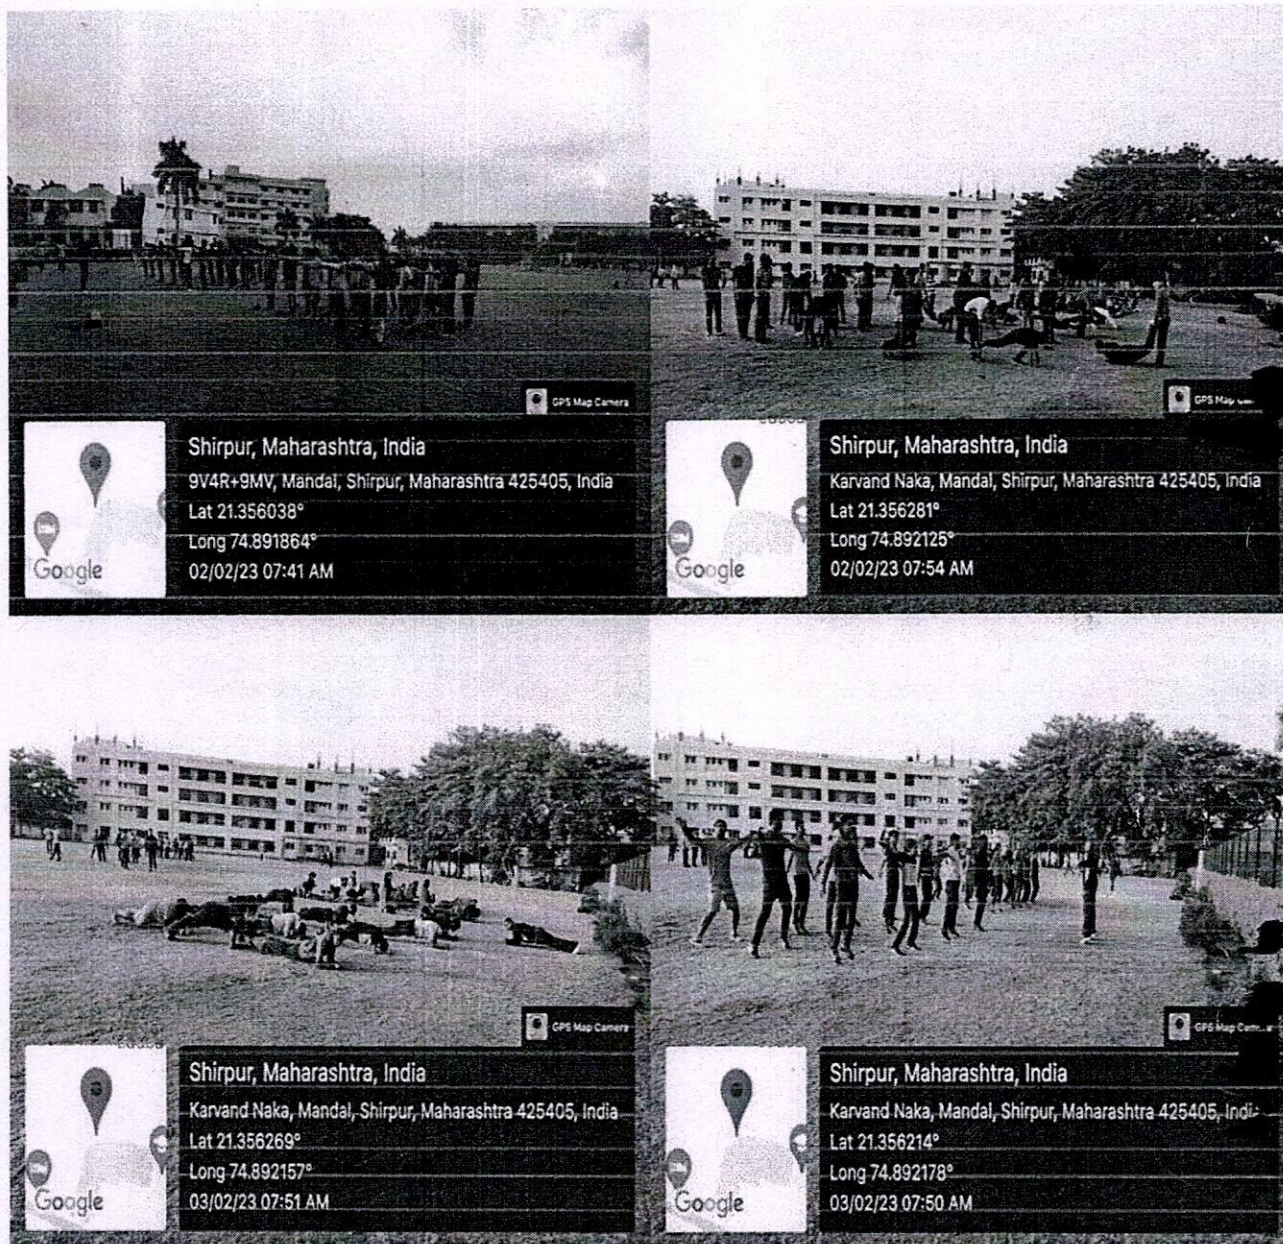 GPS Map Camera
Shirpur, Maharashtra, India
9V4R+9MV, Mandal, Shirpur, Maharashtra 425405, India
Lat 21.356038°
Long 74.891864°
02/02/23 07:41 AM
Google
GPS Map
Shirpur, Maharashtra, India
Karvand Naka, Mandal, Shirpur, Maharashtra 425405, India
Lat 21.356281°
Long 74.892125°
02/02/23 07:54 AM
Google
GPS Map Camera
Shirpur, Maharashtra, India
Karvand Naka, Mandal, Shirpur, Maharashtra 425405, India
Lat 21.356269°
Long 74.892157°
03/02/23 07:51 AM
Google
GPS Map
Shirpur, Maharashtra, India
Karvand Naka, Mandal, Shirpur, Maharashtra 425405,
Lat 21.356214°
Long 74.892178°
03/02/23 07:50 AM
Google